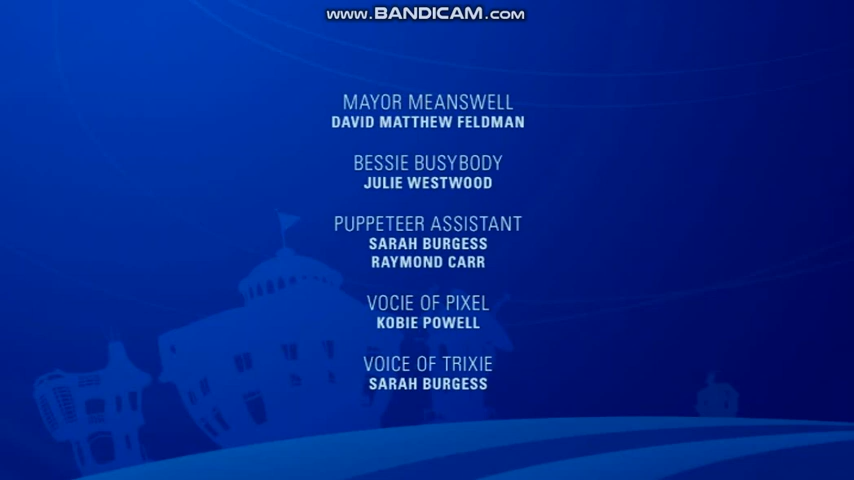 www.BANDICAM.com
MAYOR MEANSWELL
DAVID MATTHEW FELDMAN
BESSIE BUSYBODY
JULIE WESTWOOD
PUPPETEER ASSISTANT
SARAH BURGESS
RAYMOND CARR
VOCIE OF PIXEL
KOBIE POWELL
VOICE OF TRIXIE
SARAH BURGESS